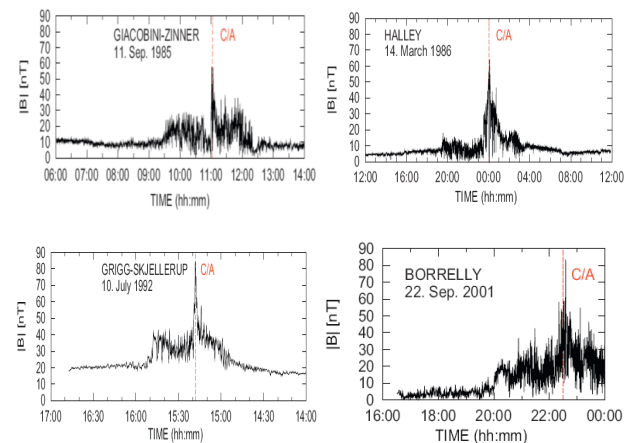 GIACOBINI-ZINNER
11. Sep. 1985
C/A
|B| [nT]
90
80
70
60
50
40
30
20
10
0
06:00 07:00 08:00 09:00 10:00 11:00 12:00 13:00 14:00
TIME (hh:mm)
HALLEY
14. March 1986
C/A
|B| [nT]
90
80
70
60
50
40
30
20
10
0
12:00 16:00 20:00 00:00 04:00 08:00 12:00
TIME (hh:mm)
GRIGG-SKJELLERUP
10. July 1992
C/A
|B| [nT]
90
80
70
60
50
40
30
20
10
0
17:00 16:30 16:00 15:30 15:00 14:30 14:00
TIME (hh:mm)
BORRELLY
22. Sep. 2001
C/A
|B| [nT]
90
80
70
60
50
40
30
20
10
0
16:00 18:00 20:00 22:00 00:00
TIME (hh:mm)